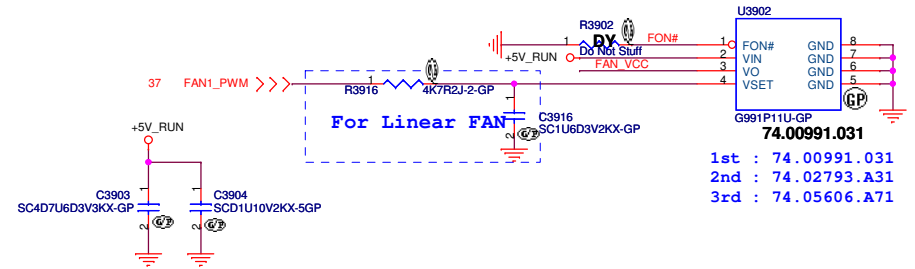 U3902
R3902
1
DY
Do Not Stuff
FON#
1 FON# GND 8
+5V_RUN 2 VIN GND 7
FAN_VCC 3 VO GND 6
4 VSET GND 5
GP
G991P11U-GP
74.00991.031
37 FAN1_PWM
1
R3916
4K7R2J-2-GP
For Linear FAN
1
C3916
SC1U6D3V2KX-GP
2
G/P
1st : 74.00991.031
2nd : 74.02793.A31
3rd : 74.05606.A71
+5V_RUN
1 1
C3903 C3904
SC4D7U6D3V3KX-GP SCD1U10V2KX-5GP
2 G/P 2 G/P